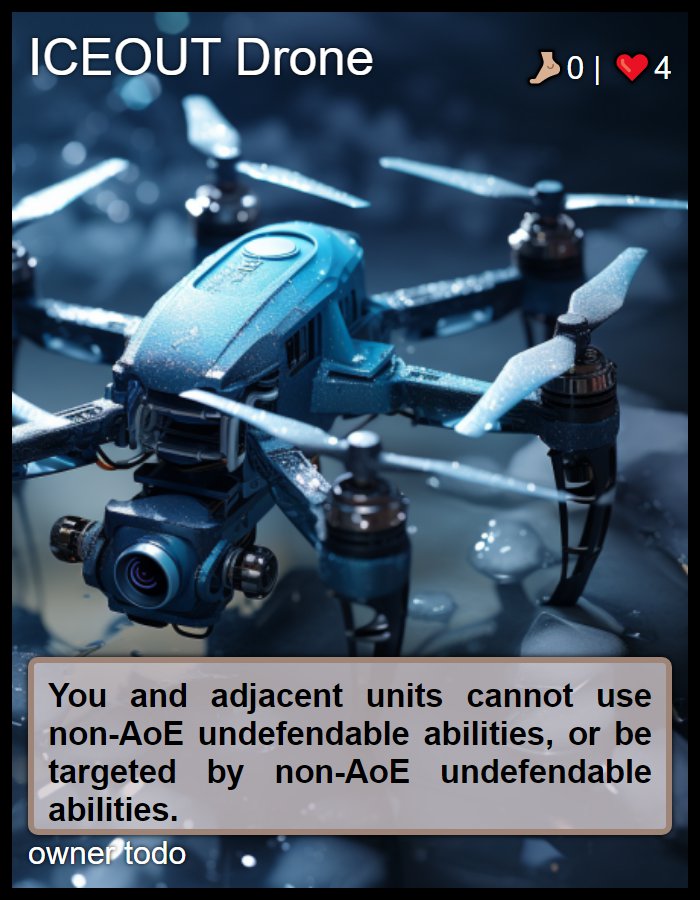 ICEOUT Drone
🦶0 | ❤️4
You and adjacent units cannot use
non-AoE undefendable abilities, or be
targeted by non-AoE undefendable
abilities.
owner todo